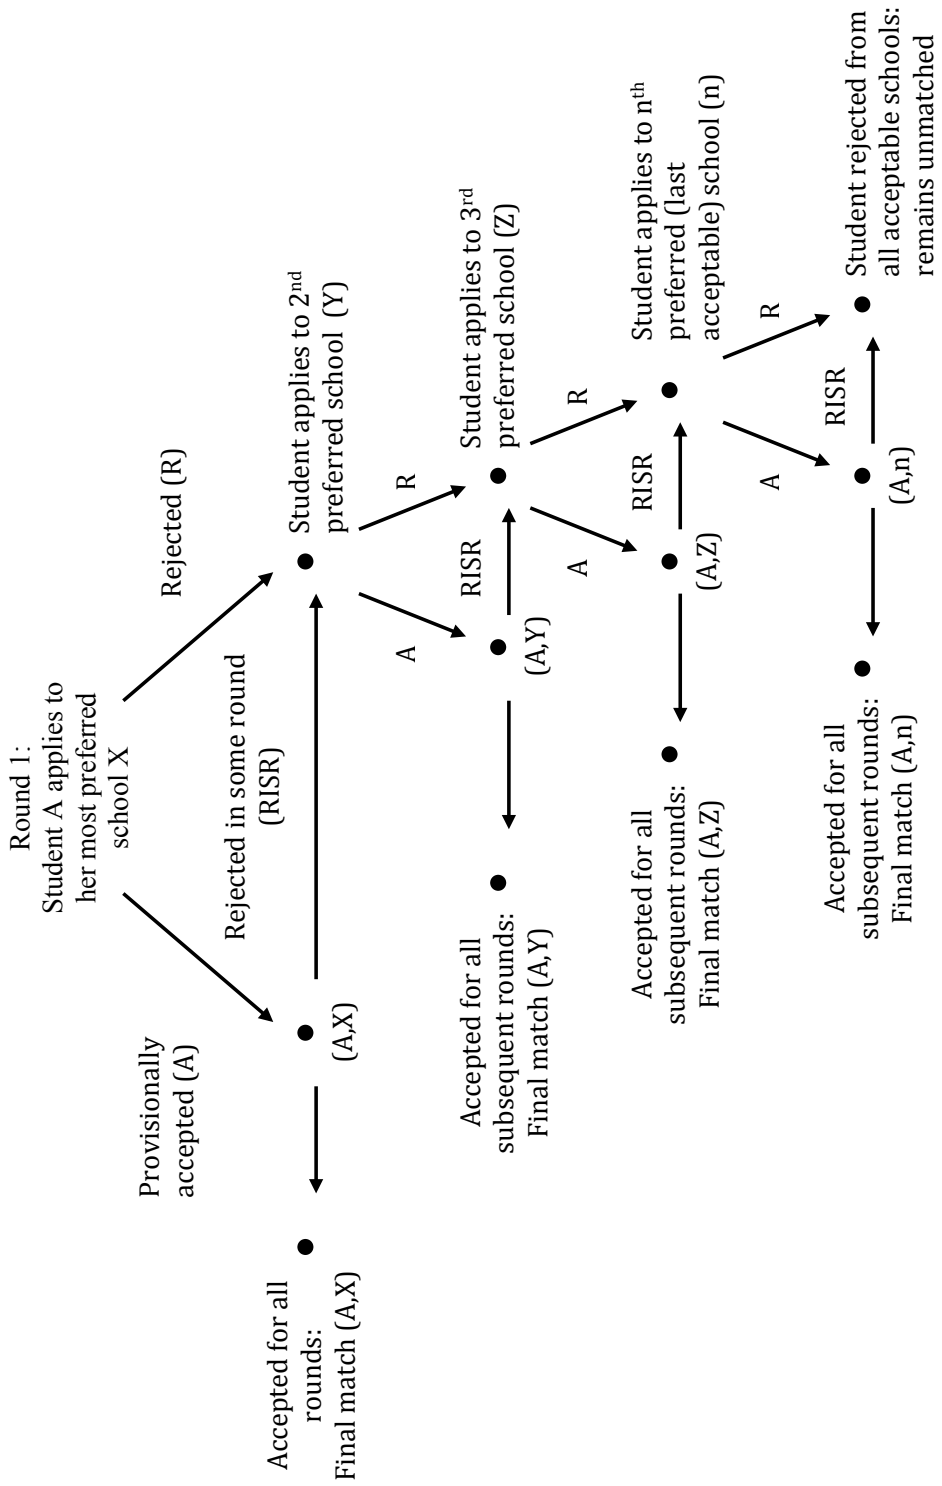 Round 1:
Student A applies to
her most preferred
school X
Provisionally
accepted (A)
Rejected (R)
Rejected in some round
(RISR)
Accepted for all
rounds:
Final match (A,X)
(A,X)
Student applies to 2nd
preferred school (Y)
A
R
Accepted for all
subsequent rounds:
Final match (A,Y)
(A,Y)
RISR
Student applies to 3rd
preferred school (Z)
A
R
Accepted for all
subsequent rounds:
Final match (A,Z)
(A,Z)
RISR
Student applies to nth
preferred (last
acceptable) school (n)
A
R
Accepted for all
subsequent rounds:
Final match (A,n)
(A,n)
RISR
Student rejected from
all acceptable schools:
remains unmatched